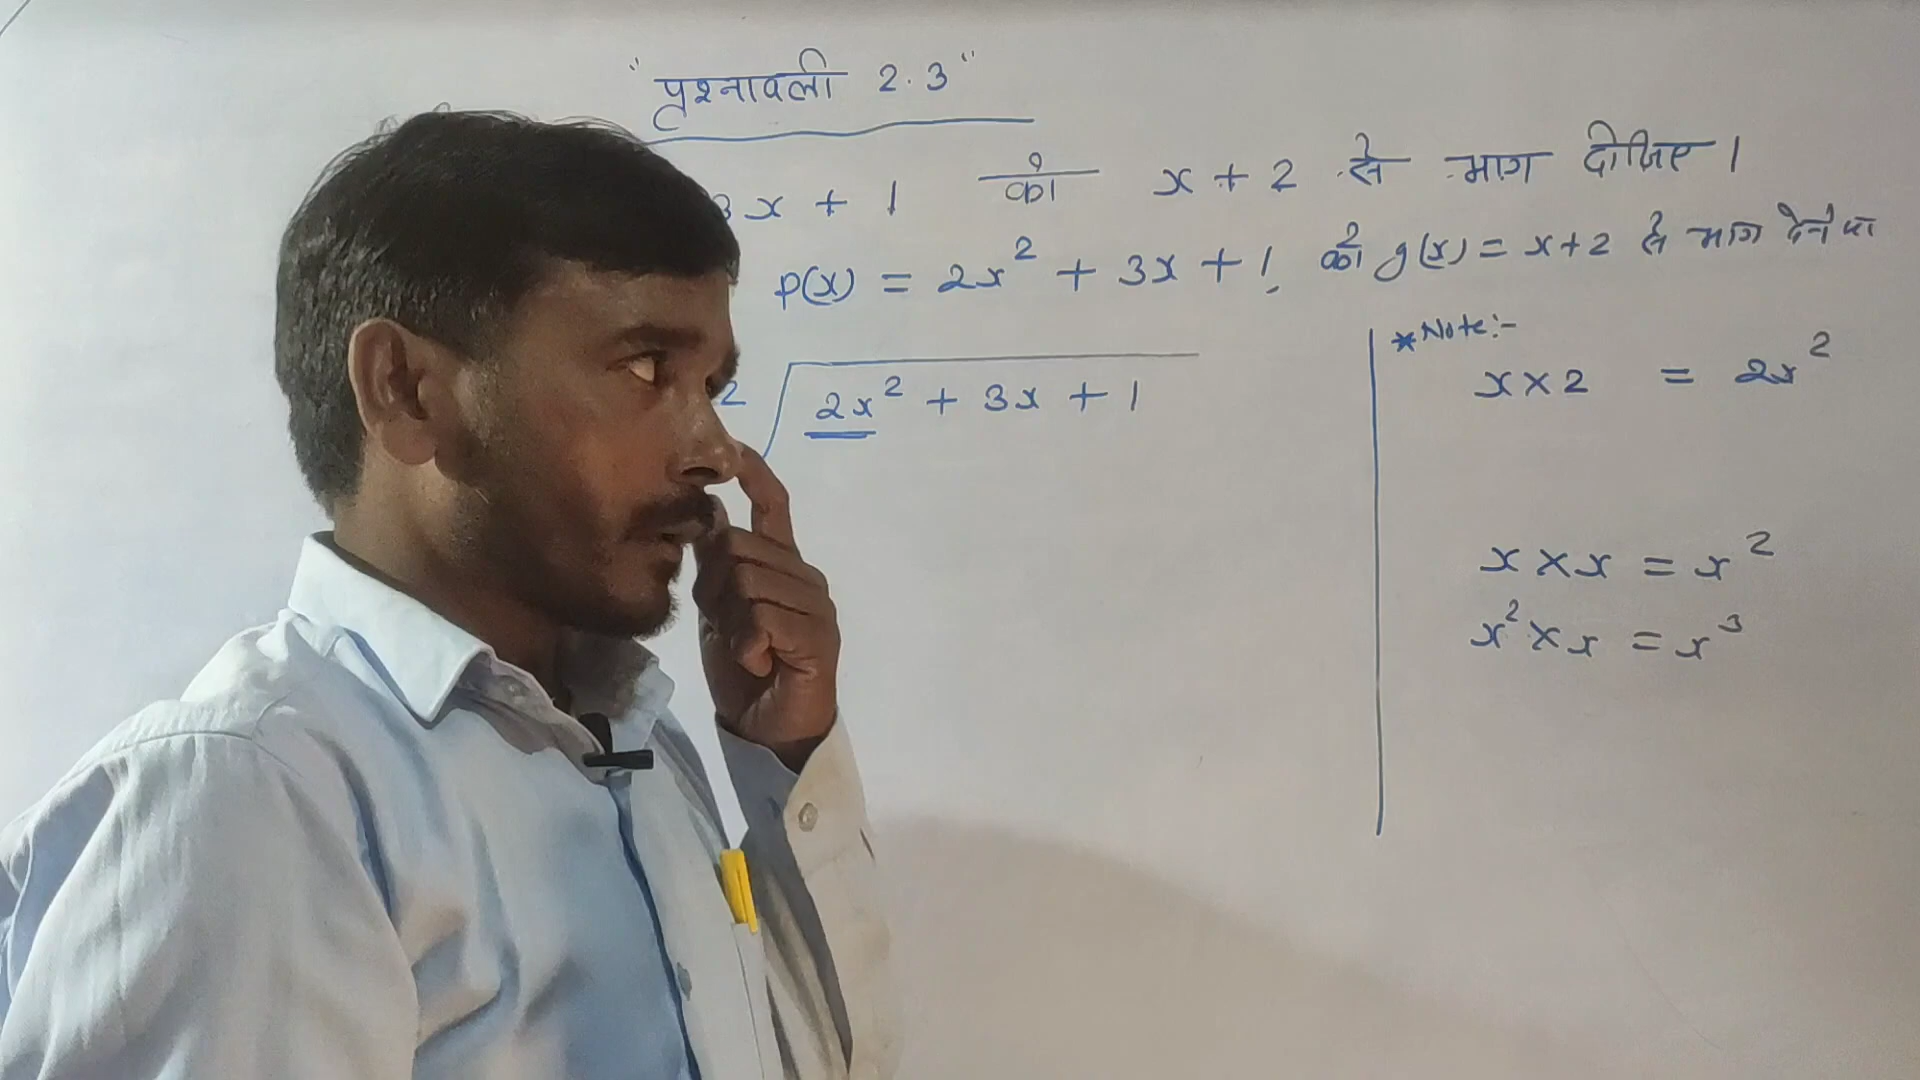 "प्रश्नावली 2.3"
3x + 1 को x + 2 से भाग दीजिए।
p(x) = 2x² + 3x + 1, को g(x) = x+2 से भाग देने पर
2 2x² + 3x + 1
*Note:-
x × 2 = 2x²
x × x = x²
x² × x = x³